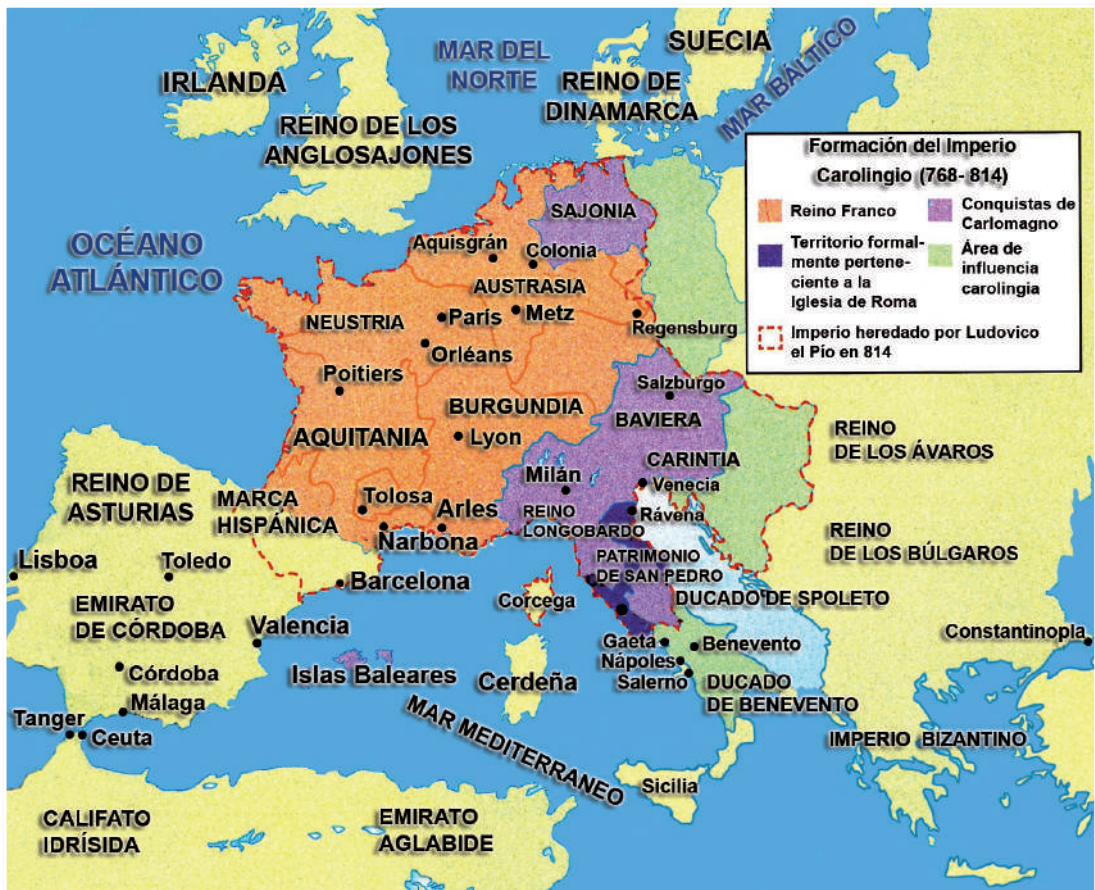 MAR DEL
NORTE
SUECIA
IRLANDA
REINO DE
DINAMARCA
MAR BÁLTICO
REINO DE LOS
ANGLOSAJONES
Formación del Imperio
Carolingio (768- 814)
Reino Franco
Conquistas de
Carlomagno
Territorio formal-
mente pertene-
ciente a la
Iglesia de Roma
Área de
influencia
carolingia
Imperio heredado por Ludovico
el Pío en 814
OCÉANO
ATLÁNTICO
SAJONIA
Aquisgrán
Colonia
AUSTRASIA
NEUSTRIA
París
Metz
Regensburg
Orléans
Poitiers
Salzburgo
BURGUNDIA
BAVIERA
AQUITANIA
Lyon
REINO
DE LOS ÁVAROS
CARINTIA
Milán
Venecia
REINO DE
ASTURIAS
MARCA
HISPÁNICA
Tolosa
Arles
REINO
LONGOBARDO
Rávena
Narbona
REINO
DE LOS BÚLGAROS
Lisboa
Toledo
Barcelona
PATRIMONIO
DE SAN PEDRO
Corcega
DUCADO DE SPOLETO
EMIRATO
DE CÓRDOBA
Valencia
Gaeta
Benevento
Constantinopla
Nápoles
Córdoba
Islas Baleares
Cerdeña
Salerno
DUCADO
DE BENEVENTO
Málaga
Tanger
Ceuta
MAR MEDITERRANEO
IMPERIO BIZANTINO
Sicilia
CALIFATO
IDRÍSIDA
EMIRATO
AGLABIDE